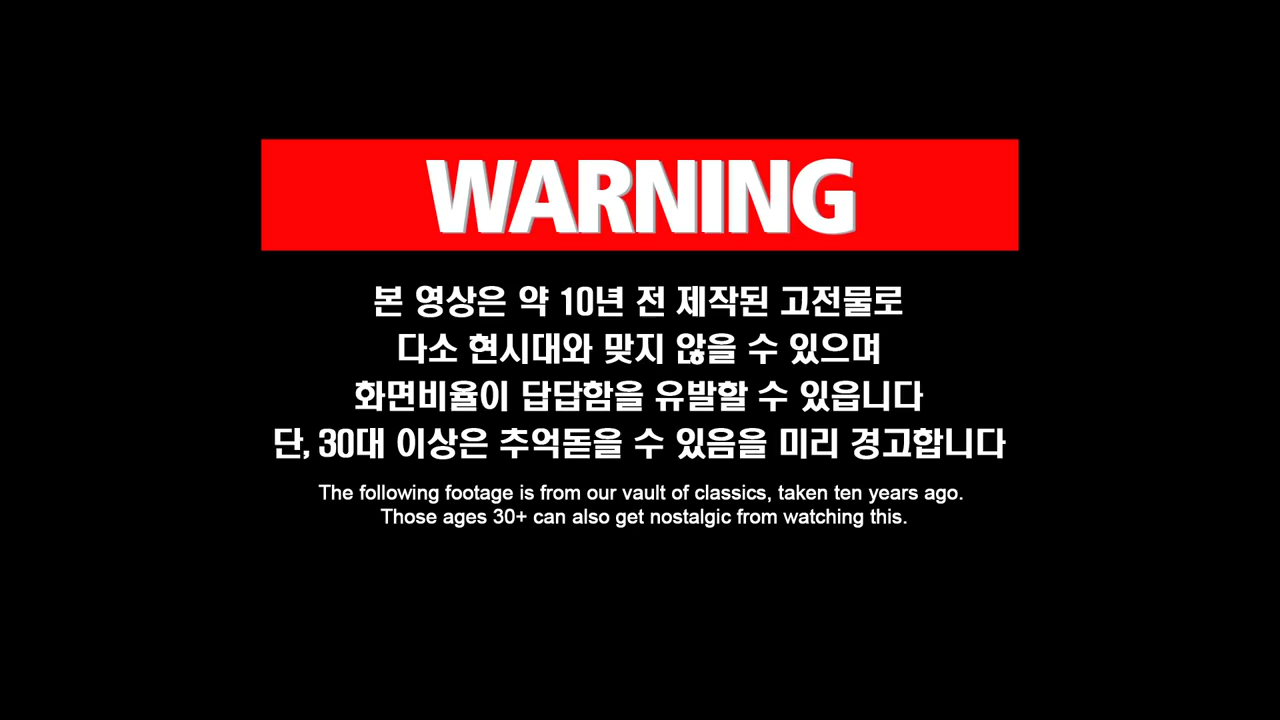 WARNING
본 영상은 약 10년 전 제작된 고전물로
다소 현시대와 맞지 않을 수 있으며
화면비율이 답답함을 유발할 수 있읍니다
단, 30대 이상은 추억돋을 수 있음을 미리 경고합니다
The following footage is from our vault of classics, taken ten years ago.
Those ages 30+ can also get nostalgic from watching this.